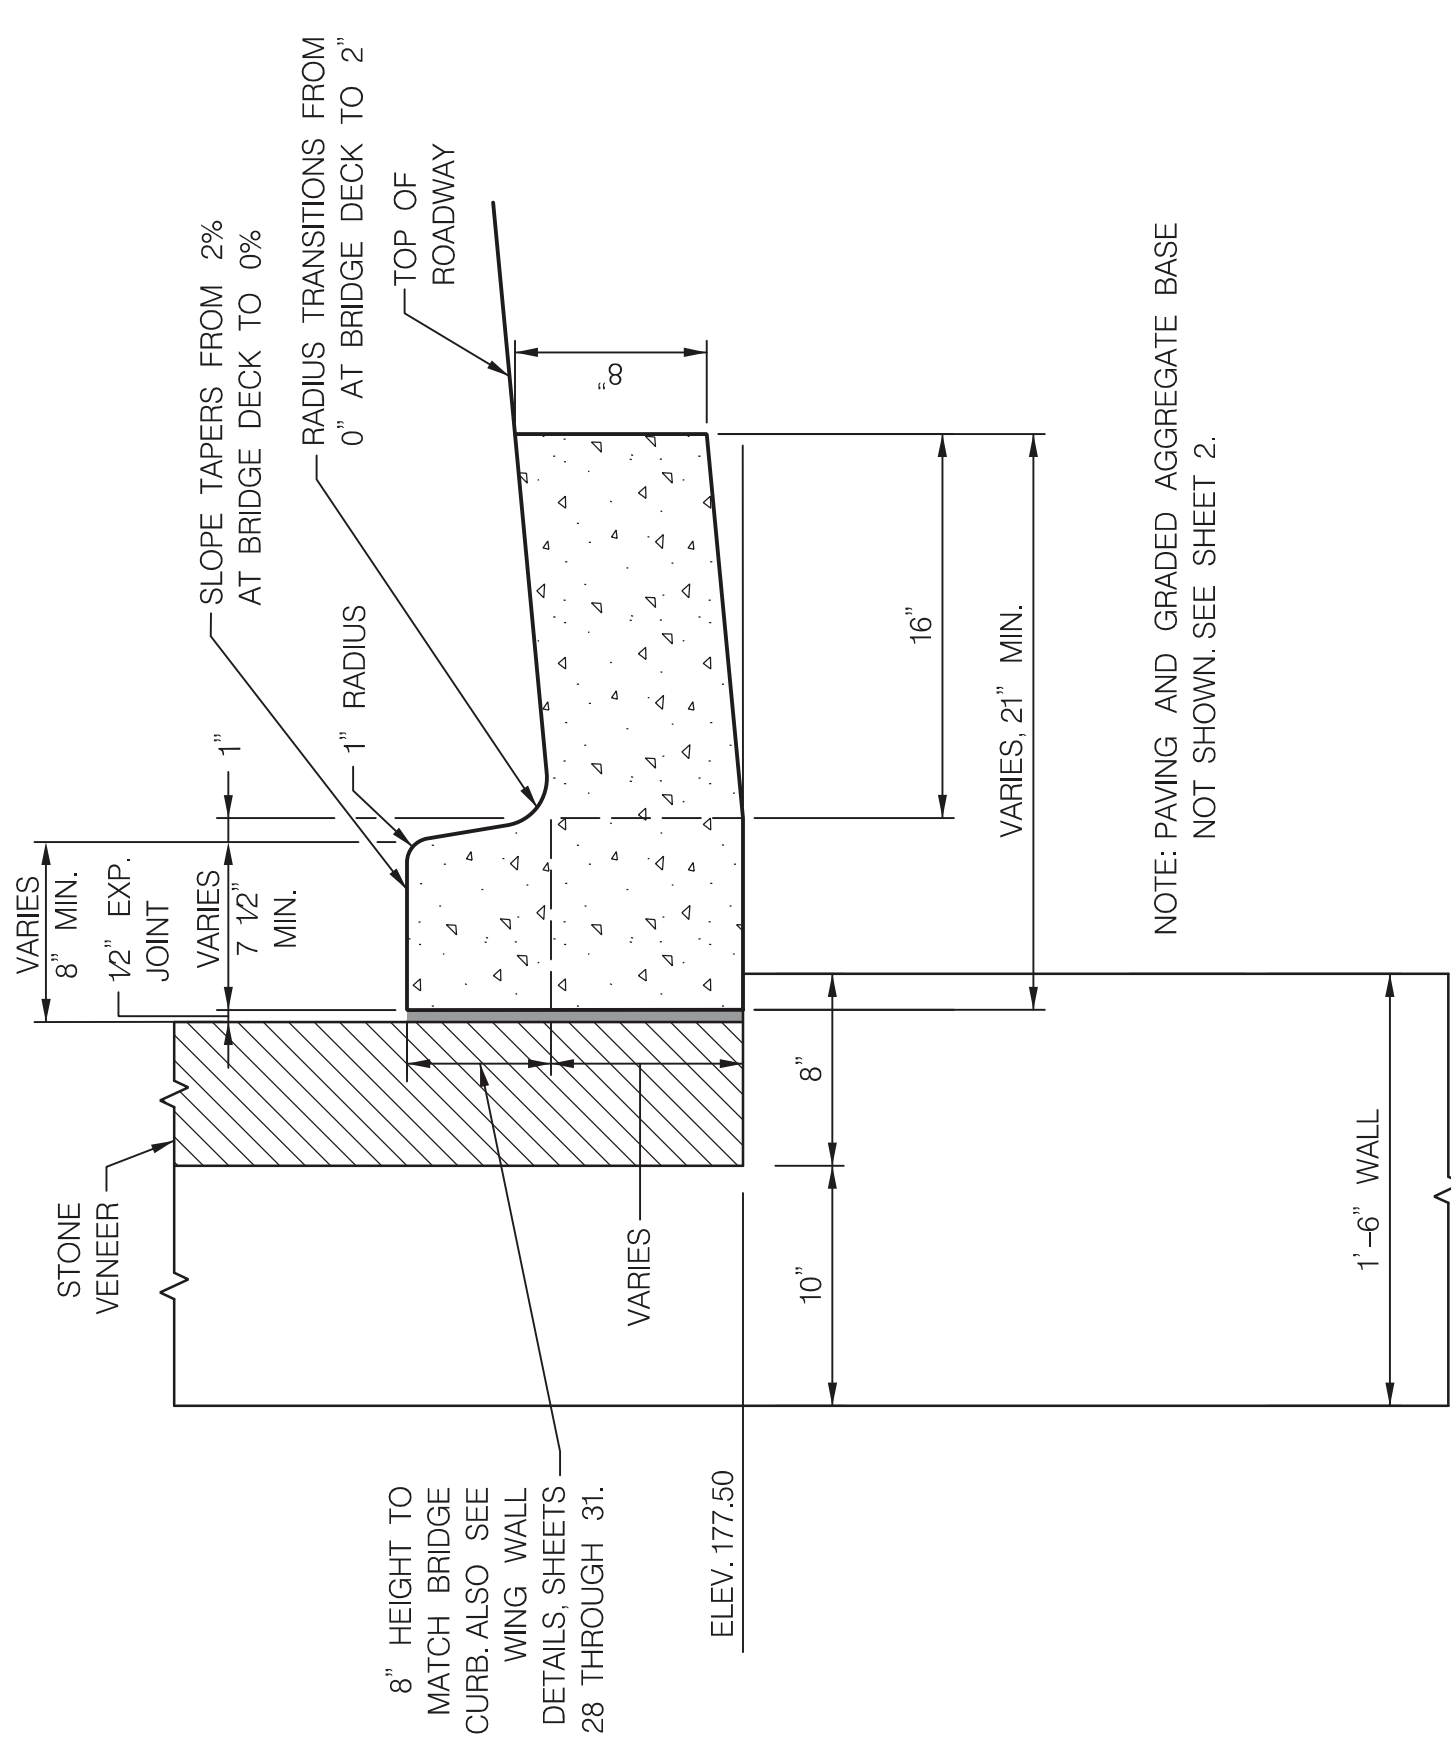 STONE
VENEER
VARIES
8" MIN.
1/2" EXP.
JOINT
VARIES
7 1/2"
MIN.
1"
1" RADIUS
SLOPE TAPERS FROM 2%
AT BRIDGE DECK TO 0%
RADIUS TRANSITIONS FROM
0" AT BRIDGE DECK TO 2"
TOP OF
ROADWAY
8"
8" HEIGHT TO
MATCH BRIDGE
CURB. ALSO SEE
WING WALL
DETAILS, SHEETS
28 THROUGH 31.
VARIES
ELEV. 177.50
10"
8"
16"
VARIES, 21" MIN.
1'-6" WALL
NOTE: PAVING AND GRADED AGGREGATE BASE
NOT SHOWN. SEE SHEET 2.